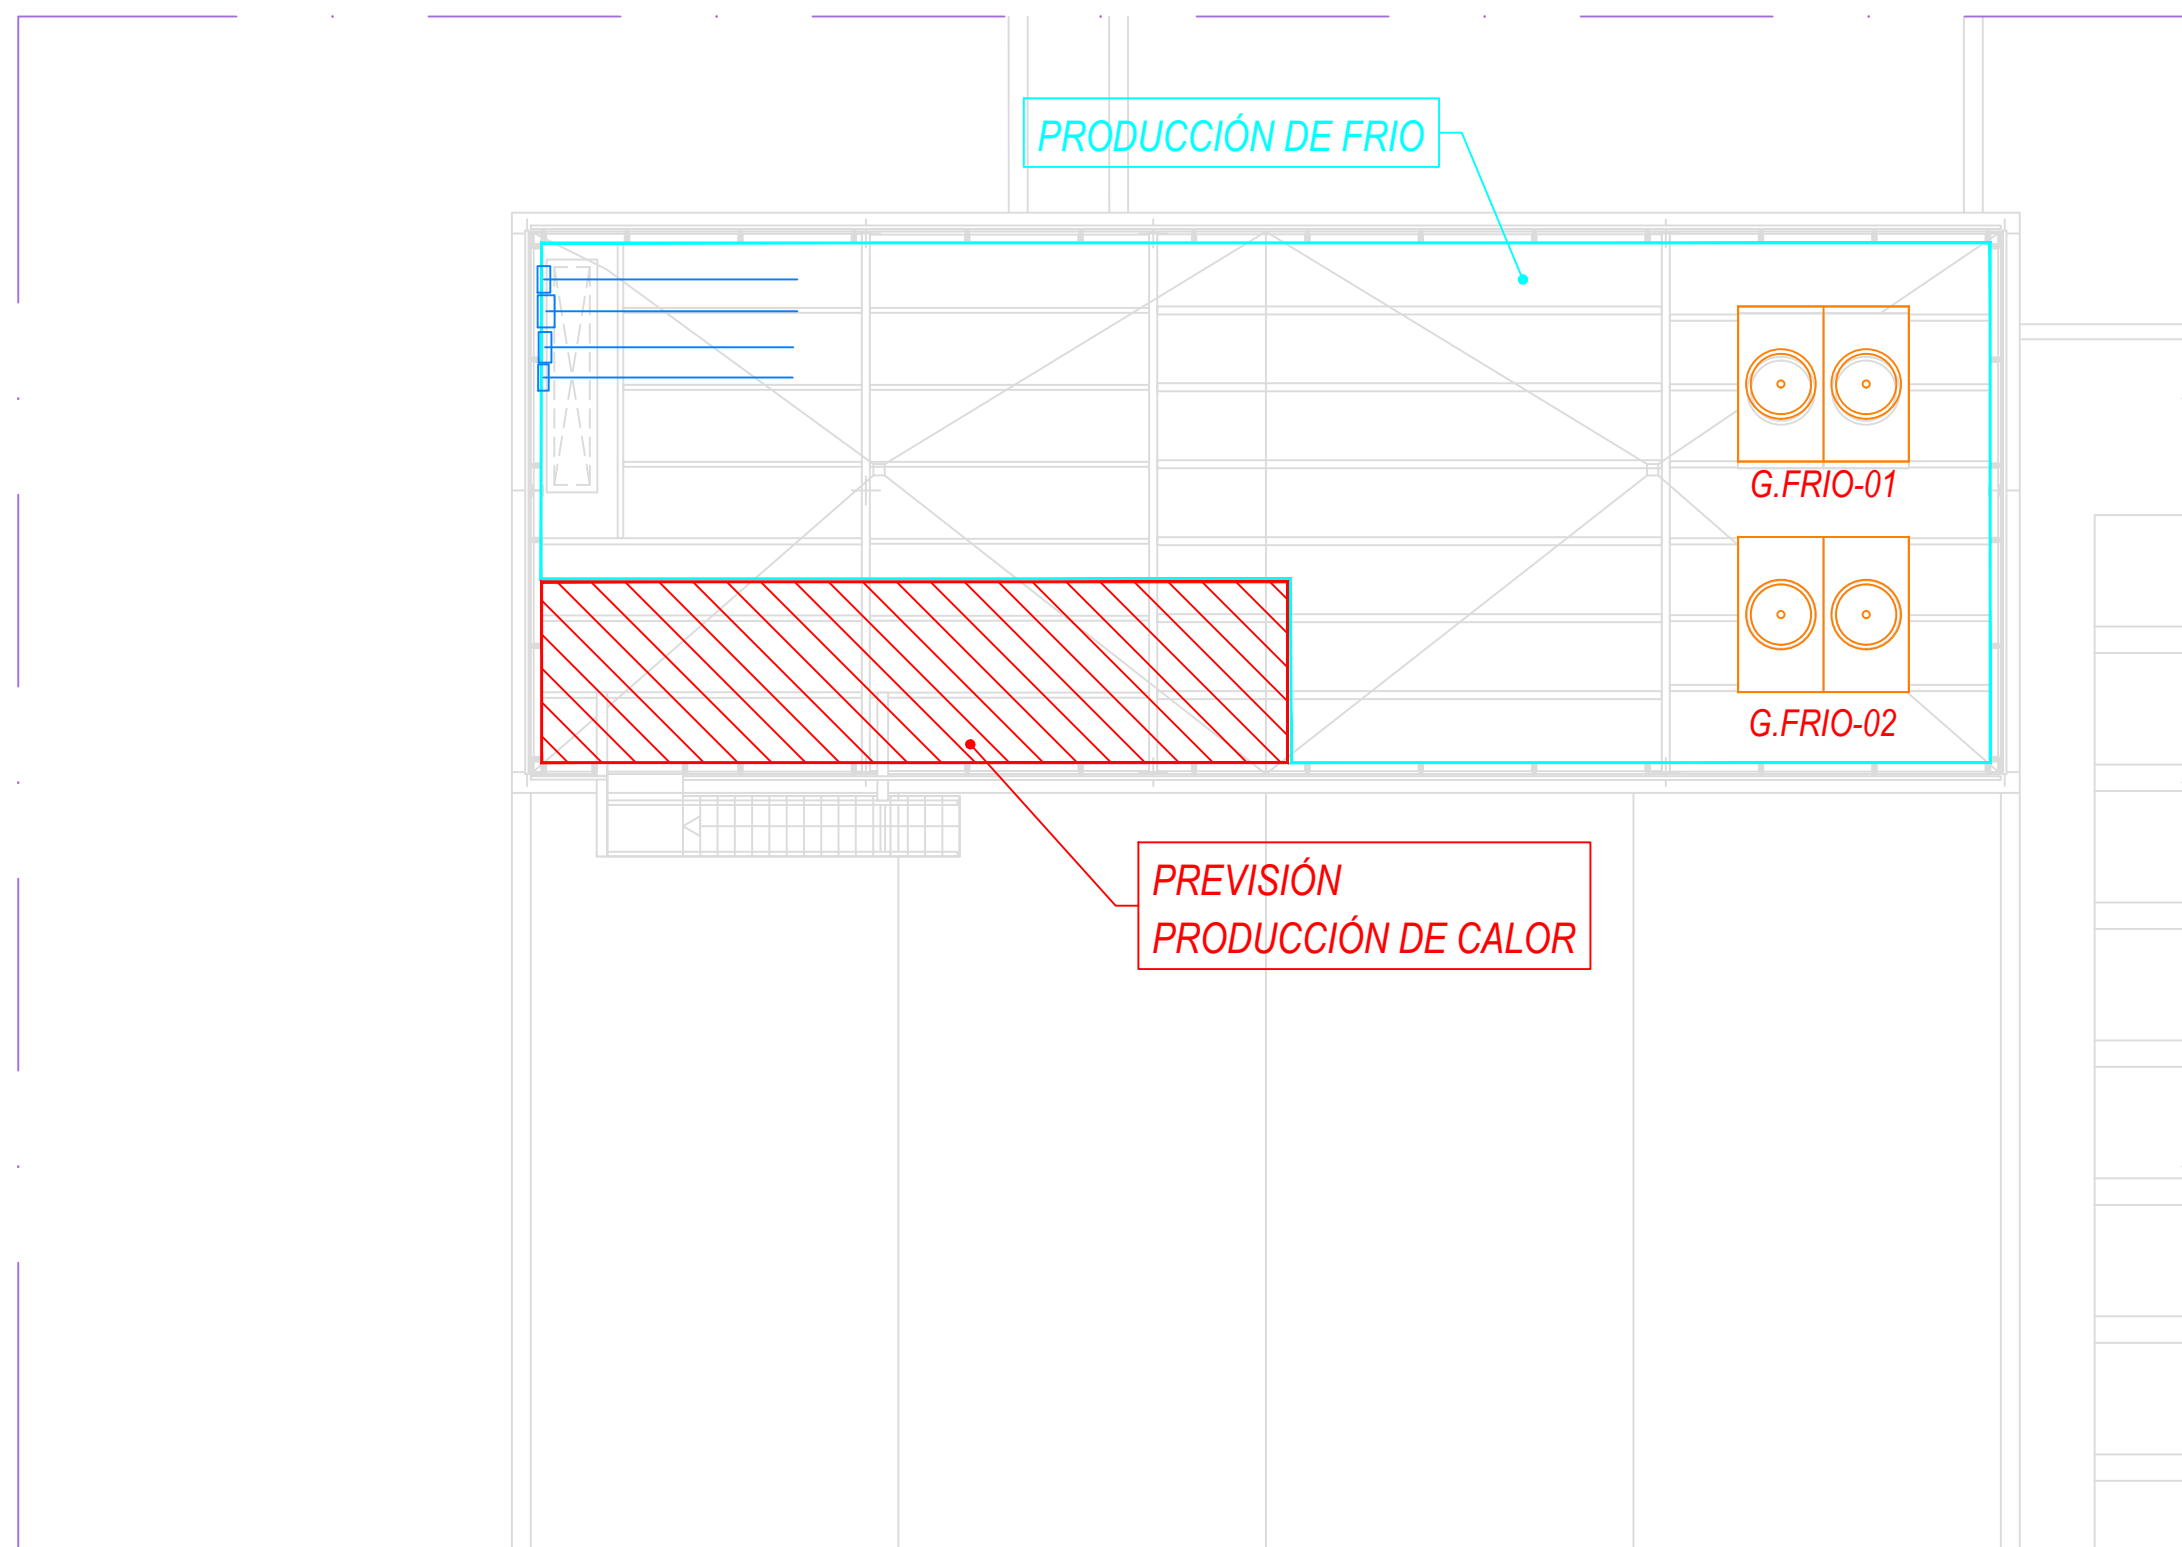 PRODUCCIÓN DE FRIO
G.FRIO-01
G.FRIO-02
PREVISIÓN
PRODUCCIÓN DE CALOR